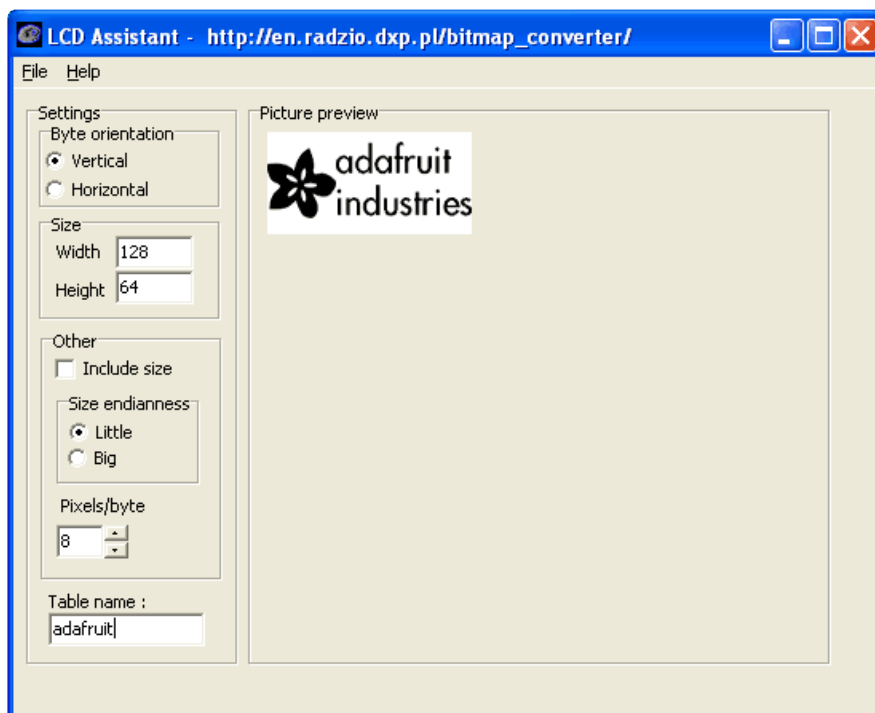 LCD Assistant -  http://en.radzio.dxp.pl/bitmap_converter/
File Help
Settings
Byte orientation
Vertical
Horizontal
Size
Width 128
Height 64
Other
Include size
Size endianness
Little
Big
Pixels/byte
8
Table name :
adafruit
Picture preview
adafruit
industries